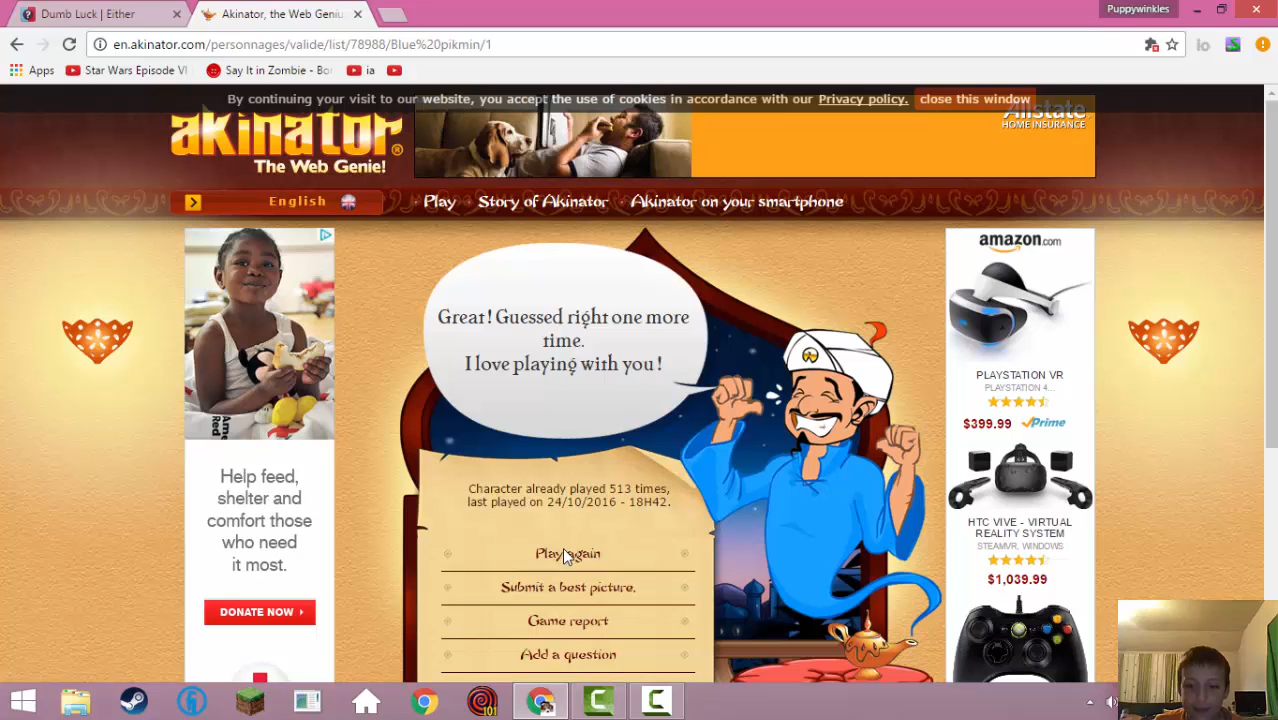 Dumb Luck | Either
Akinator, the Web Geniu
Puppywinkles
en.akinator.com/personnages/valide/list/78988/Blue%20pikmin/1
Apps
Star Wars Episode VI
Say It in Zombie - Bo
ia
By continuing your visit to our website, you accept the use of cookies in accordance with our Privacy policy. close this window
akinator®
The Web Genie!
Allstate
HOME INSURANCE
English
Play
Story of Akinator
Akinator on your smartphone
Great! Guessed right one more
time.
I love playing with you !
Character already played 513 times,
last played on 24/10/2016 - 18H42.
Play again
Submit a best picture.
Game report
Add a question
Help feed,
shelter and
comfort those
who need
it most.
DONATE NOW
amazon.com
PLAYSTATION VR
PLAYSTATION 4...
$399.99 Prime
HTC VIVE - VIRTUAL
REALITY SYSTEM
STEAMVR, WINDOWS
$1,039.99
101